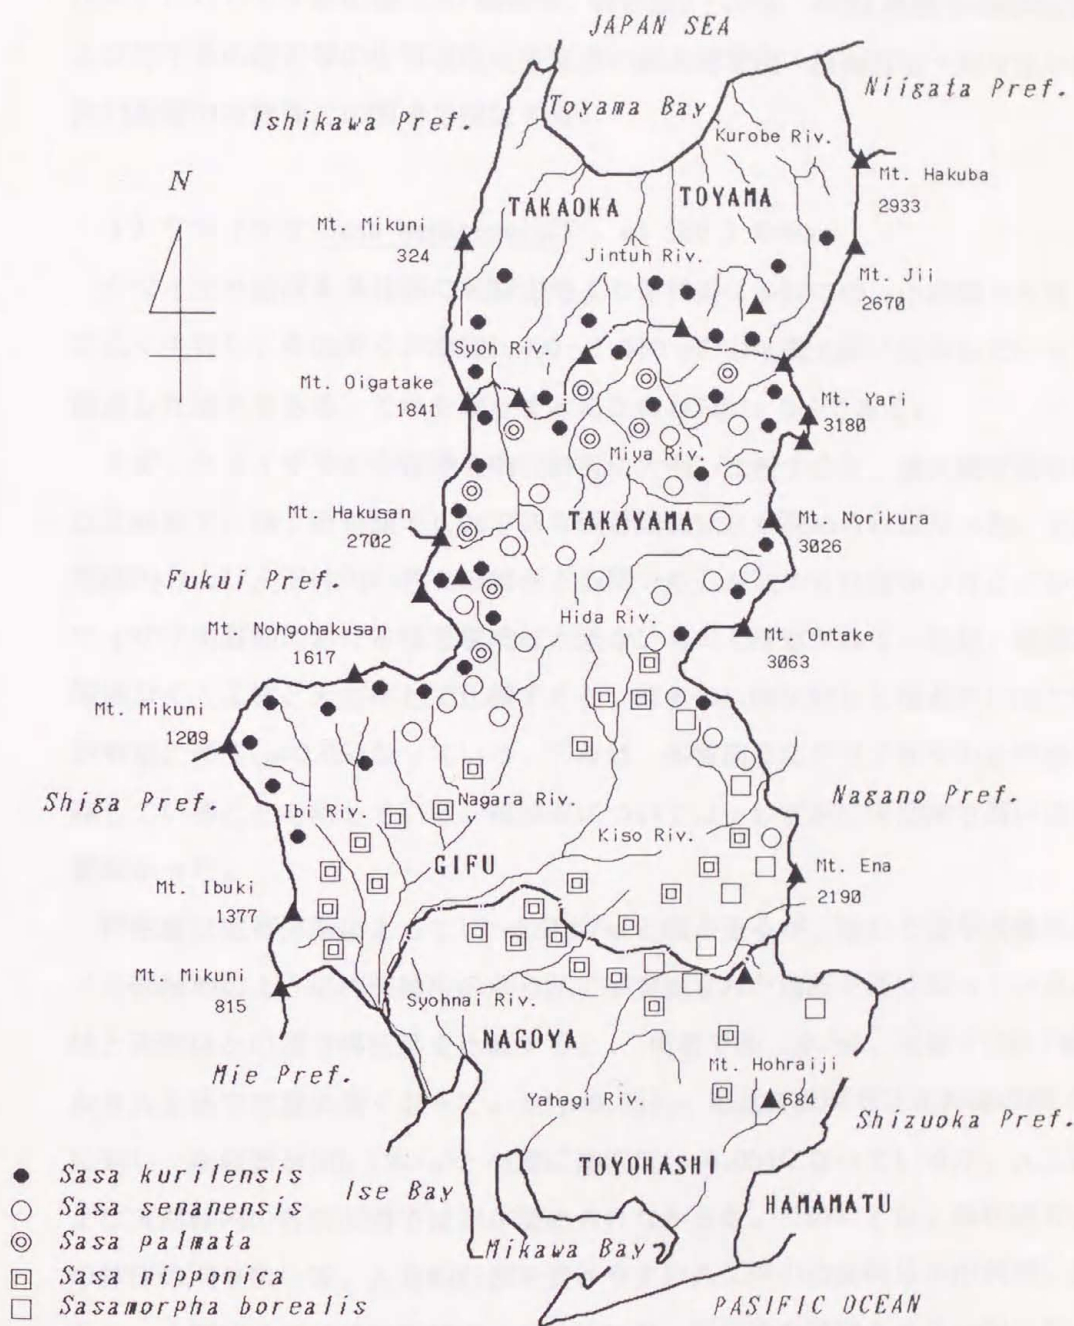 JAPAN SEA
Toyama Bay
Niigata Pref.
Ishikawa Pref.
Kurobe Riv.
Mt. Hakuba
2933
N
TAKAOKA
TOYAMA
Mt. Mikuni
324
Jintuh Riv.
Mt. Jii
2670
Syoh Riv.
Mt. Oigatake
1841
Mt. Yari
3180
Miya Riv.
Mt. Hakusan
2702
TAKAYAMA
Mt. Norikura
3026
Fukui Pref.
Hida Riv.
Mt. Nohgohakusan
1617
Mt. Ontake
3063
Mt. Mikuni
1209
Shiga Pref.
Ibi Riv.
Nagara Riv.
Nagano Pref.
Kiso Riv.
GIFU
Mt. Ena
2190
Mt. Ibuki
1377
Mt. Mikuni
815
Syohnai Riv.
NAGOYA
Mie Pref.
Mt. Hohraiji
684
Yahagi Riv.
Shizuoka Pref.
TOYOHASHI
HAMAMATU
Ise Bay
Mikawa Bay
PASIFIC OCEAN
Sasa kurilensis
Sasa senanensis
Sasa palmata
Sasa nipponica
Sasamorpha borealis